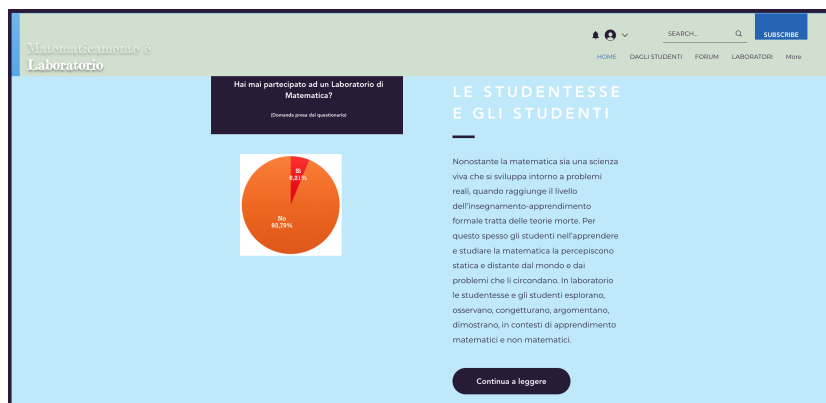 Matematicamente e
Laboratorio
SEARCH...
SUBSCRIBE
HOME DAGLI STUDENTI FORUM LABORATORI More
Hai mai partecipato ad un Laboratorio di
Matematica?
(Domanda presa dal questionario)
Si
6,21%
No
93,79%
LE STUDENTESSE
E GLI STUDENTI
Nonostante la matematica sia una scienza
viva che si sviluppa intorno a problemi
reali, quando raggiunge il livello
dell'insegnamento-apprendimento
formale tratta delle teorie morte. Per
questo spesso gli studenti nell'apprendere
e studiare la matematica la percepiscono
statica e distante dal mondo e dai
problemi che li circondano. In laboratorio
le studentesse e gli studenti esplorano,
osservano, congetturano, argomentano,
dimostrano, in contesti di apprendimento
matematici e non matematici.
Continua a leggere